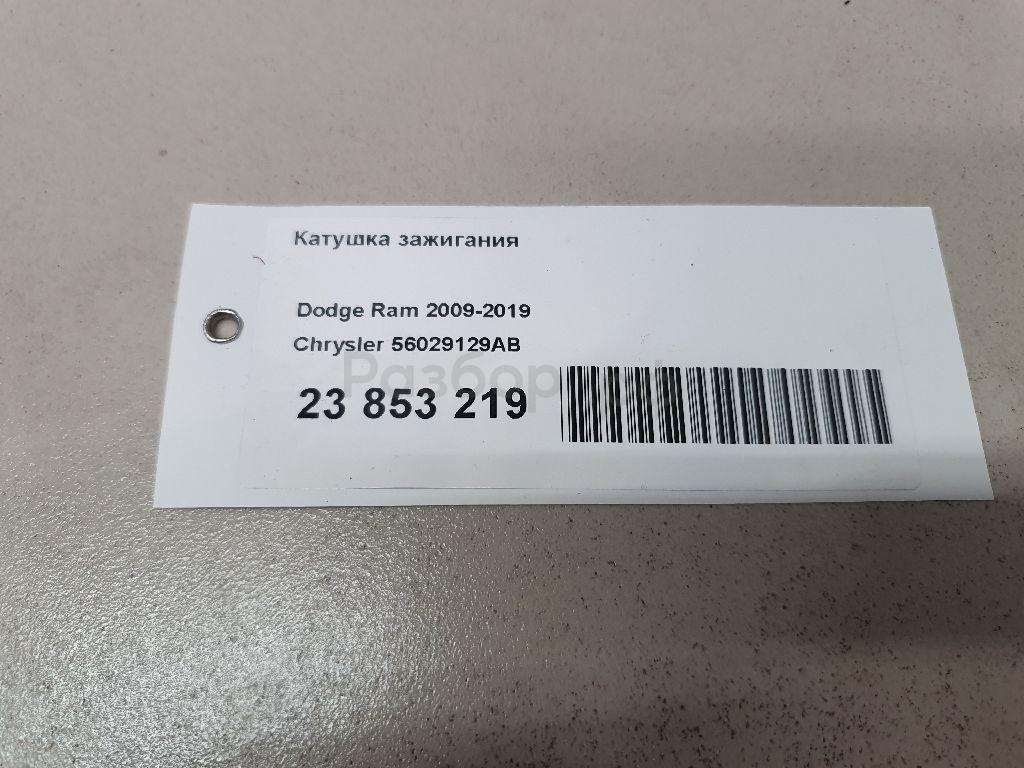 Катушка зажигания
Dodge Ram 2009-2019
Chrysler 56029129AB
23 853 219